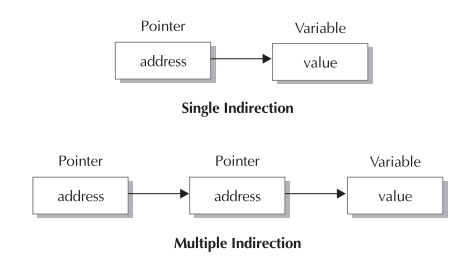 Pointer Variable
address value
Single Indirection
Pointer Pointer Variable
address address value
Multiple Indirection